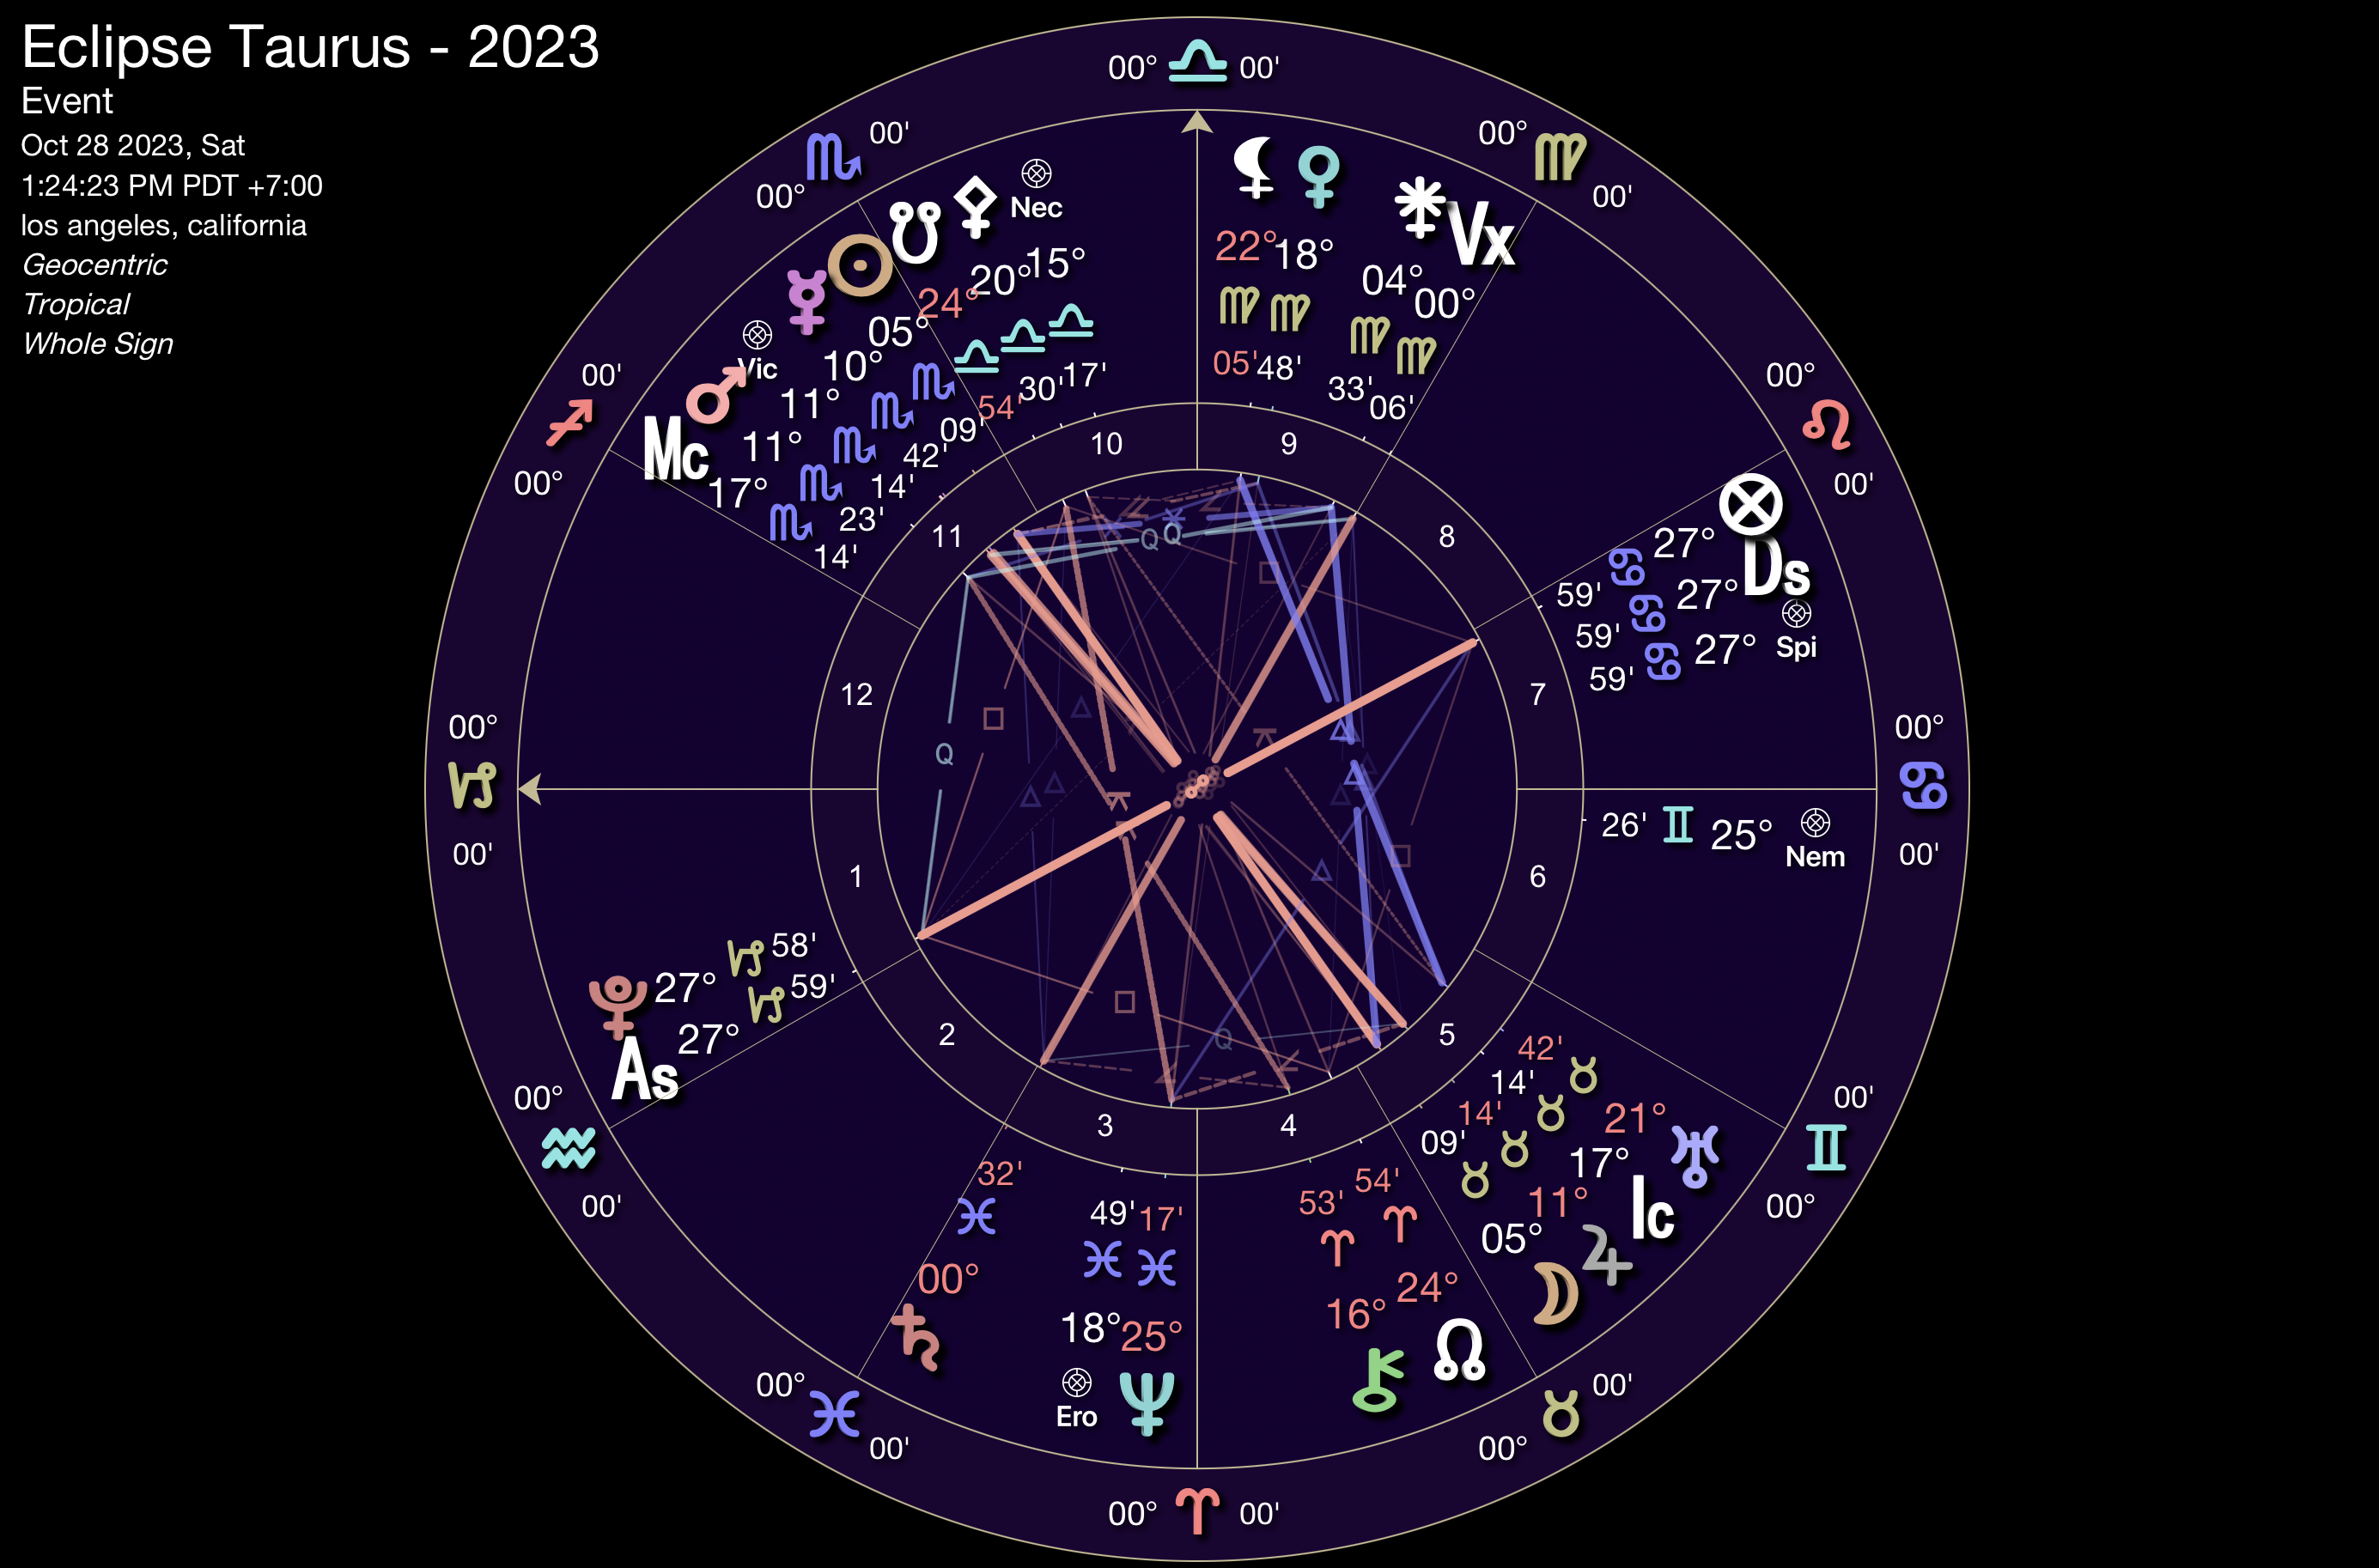 Eclipse Taurus - 2023
Event
Oct 28 2023, Sat
1:24:23 PM PDT +7:00
los angeles, california
Geocentric
Tropical
Whole Sign
00° ♎ 00'
00° ♍ 00'
00° ♌ 00'
00° ♋ 00'
00° ♊ 00'
00° ♉ 00'
00° ♈ 00'
00° ♓ 00'
00° ♒ 00'
00° ♑ 00'
00° ♐ 00'
00° ♏ 00'
Nec 15° ♎ 17'
⚴ 20° ♎ 30'
☋ 24° ♎ 54'
☉ 05° ♏ 09'
☿ 10° ♏ 42'
Vic 11° ♏ 14'
♂ 11° ♏ 23'
Mc 17° ♏ 14'
⚸ 22° ♍ 05'
♀ 18° ♍ 48'
⚵ 04° ♍ 33'
Vx 00° ♍ 06'
⊗ 27° ♋ 59'
Ds 27° ♋ 59'
Spi 27° ♋ 59'
Nem 25° ♊ 26'
♅ 21° ♉ 42'
Ic 17° ♉ 14'
♃ 11° ♉ 14'
☽ 05° ♉ 09'
☊ 24° ♈ 54'
⚷ 16° ♈ 53'
♆ 25° ♓ 17'
Ero 18° ♓ 49'
♄ 00° ♓ 32'
♇ 27° ♑ 58'
As 27° ♑ 59'
1
2
3
4
5
6
7
8
9
10
11
12
Q
Q
Q
Q